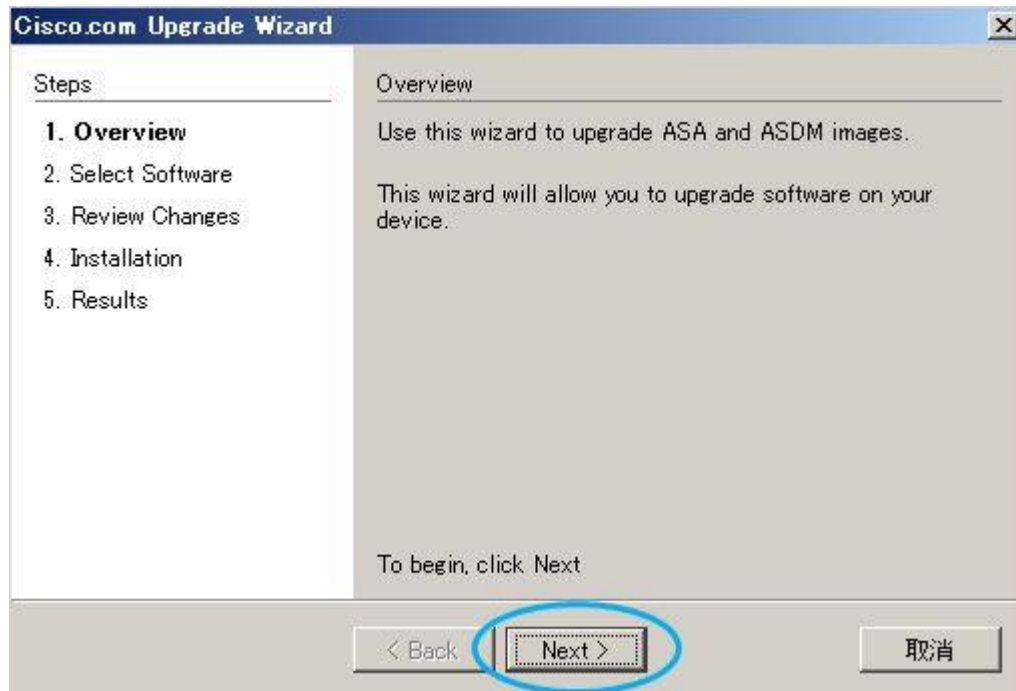 Cisco.com Upgrade Wizard
Steps
1. Overview
2. Select Software
3. Review Changes
4. Installation
5. Results
Overview
Use this wizard to upgrade ASA and ASDM images.
This wizard will allow you to upgrade software on your
device.
To begin, click Next
< Back
Next >
取消